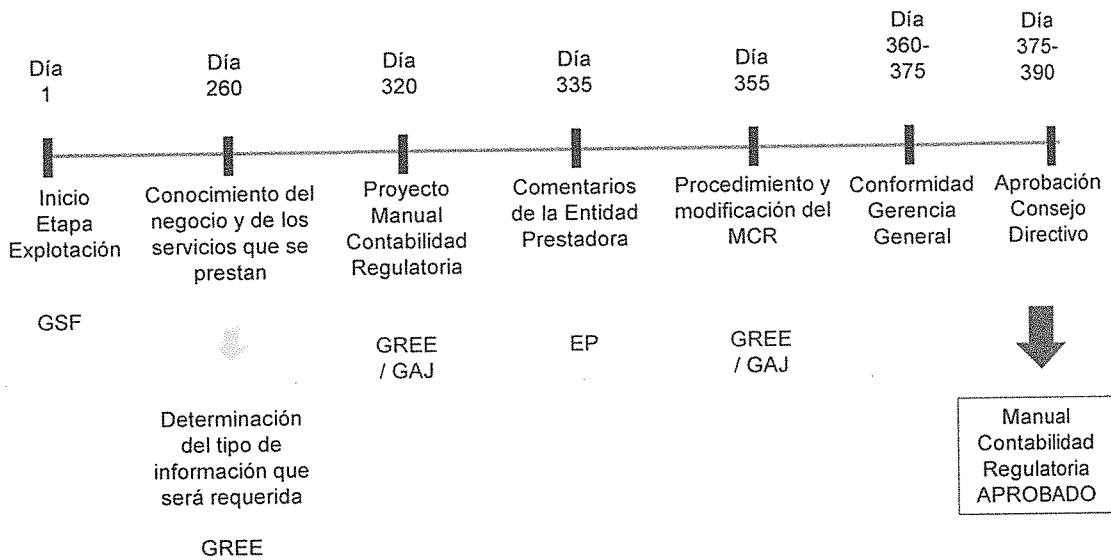 Día
1
Día
260
Día
320
Día
335
Día
355
Día
360-
375
Día
375-
390
Inicio
Etapa
Explotación
GSF
Conocimiento del
negocio y de los
servicios que se
prestan
Determinación
del tipo de
información que
será requerida
GREE
Proyecto
Manual
Contabilidad
Regulatoria
GREE
/ GAJ
Comentarios
de la Entidad
Prestadora
EP
Procedimiento y
modificación del
MCR
GREE
/ GAJ
Conformidad
Gerencia
General
Aprobación
Consejo
Directivo
Manual
Contabilidad
Regulatoria
APROBADO